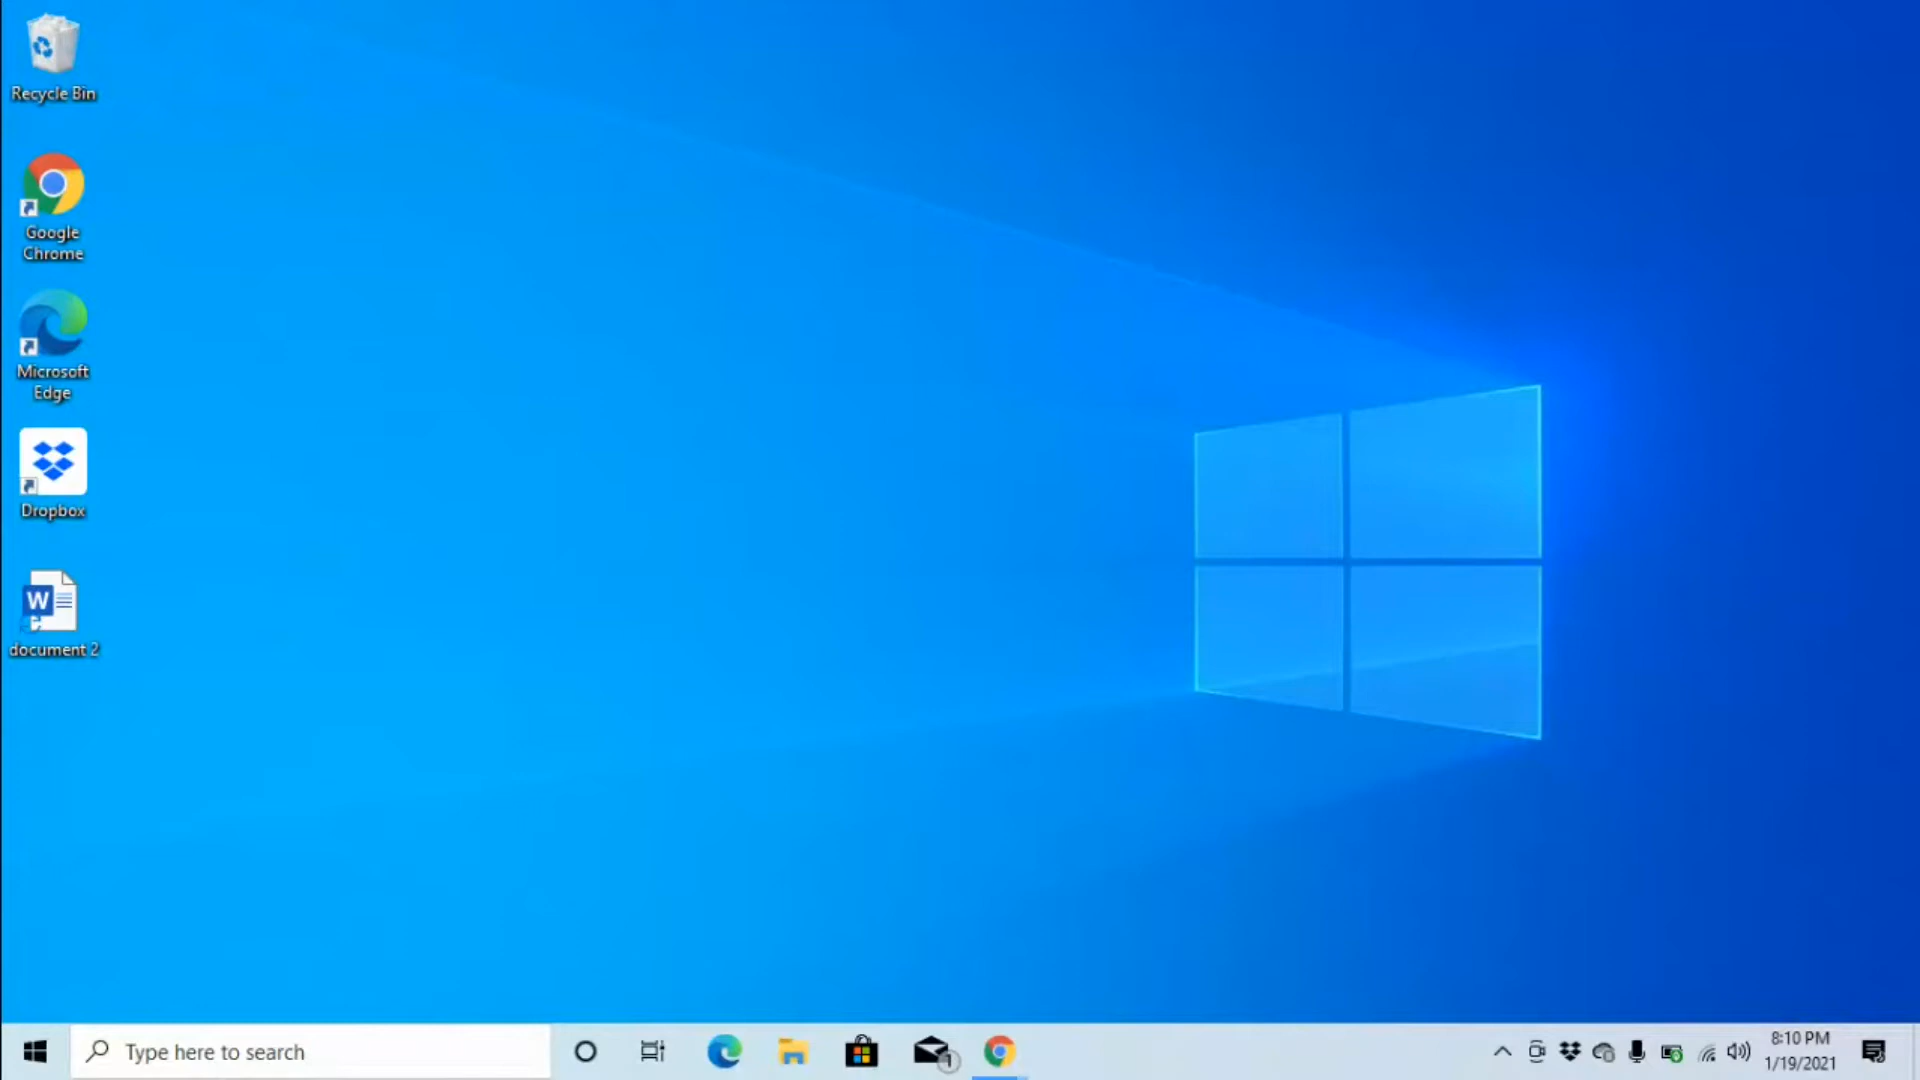 Recycle Bin
Google
Chrome
Microsoft
Edge
Dropbox
W
document 2
Type here to search
1
8:10 PM
1/19/2021